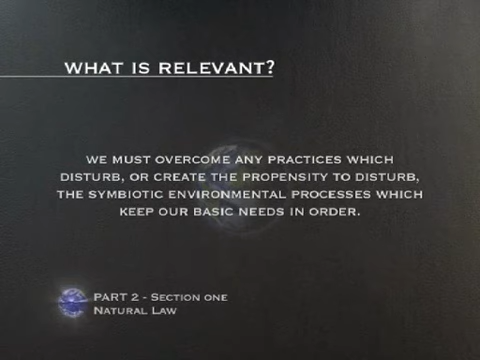 WHAT IS RELEVANT?
WE MUST OVERCOME ANY PRACTICES WHICH
DISTURB, OR CREATE THE PROPENSITY TO DISTURB,
THE SYMBIOTIC ENVIRONMENTAL PROCESSES WHICH
KEEP OUR BASIC NEEDS IN ORDER.
PART 2 - SECTION ONE
NATURAL LAW